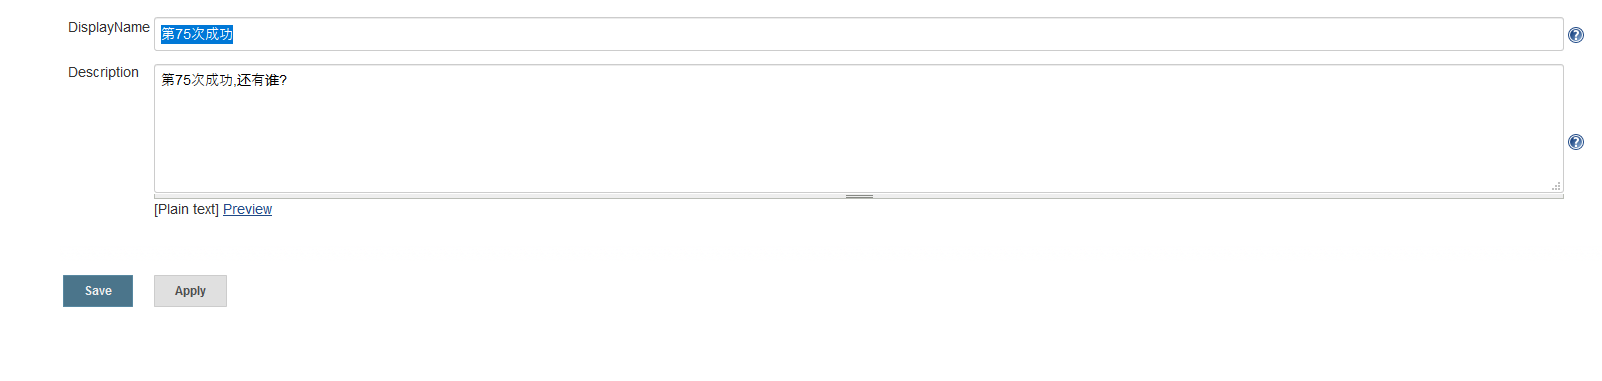 DisplayName
第75次成功
Description
第75次成功,还有谁?
[Plain text] Preview
Save
Apply